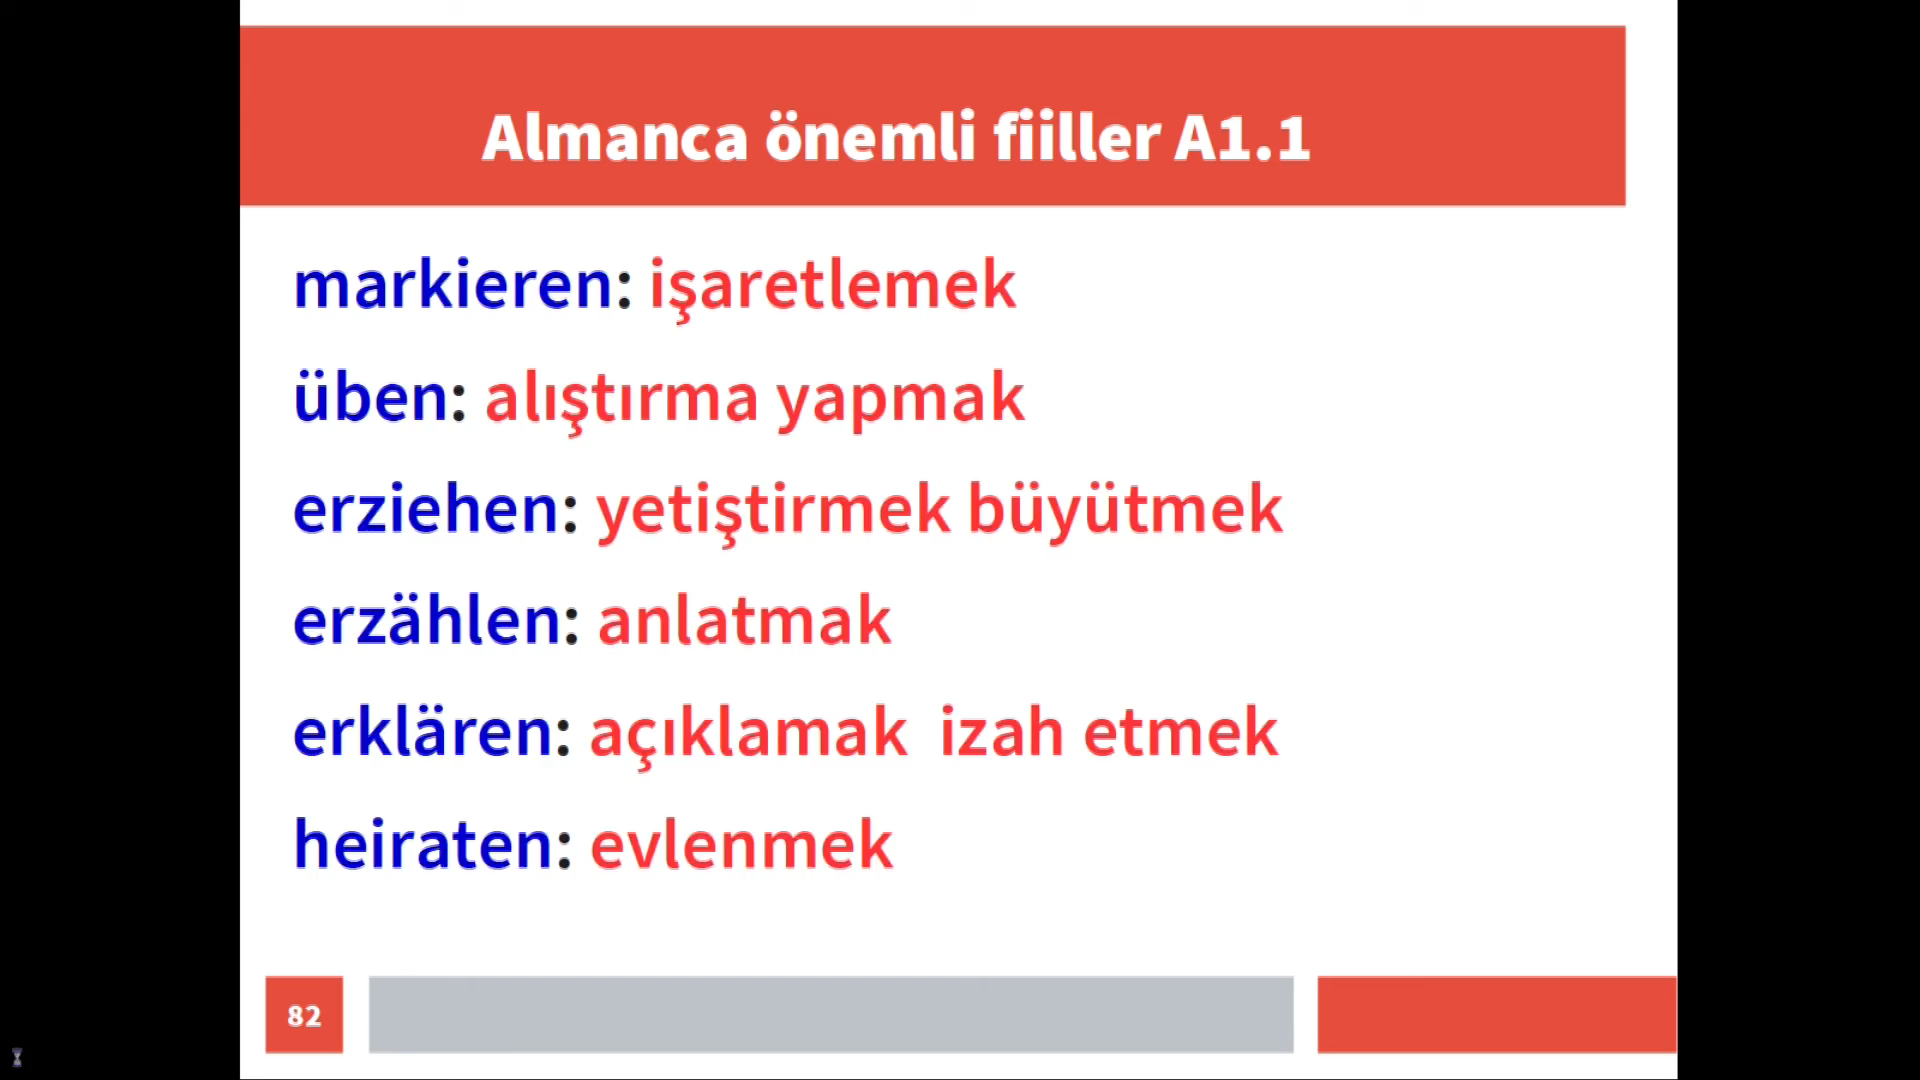 Almanca önemli fiiller A1.1
markieren: işaretlemek
üben: alıştırma yapmak
erziehen: yetiştirmek büyütmek
erzählen: anlatmak
erklären: açıklamak  izah etmek
heiraten: evlenmek
82